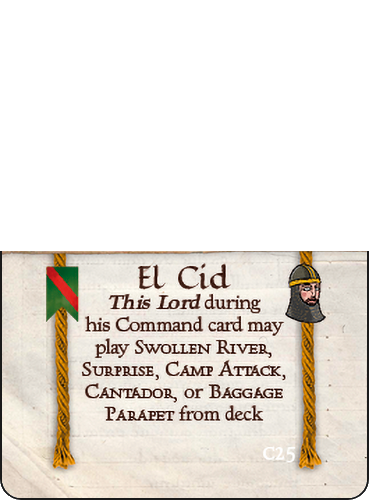 El Cid
This Lord during
his Command card may
play Swollen River,
Surprise, Camp Attack,
Cantador, or Baggage
Parapet from deck
C25